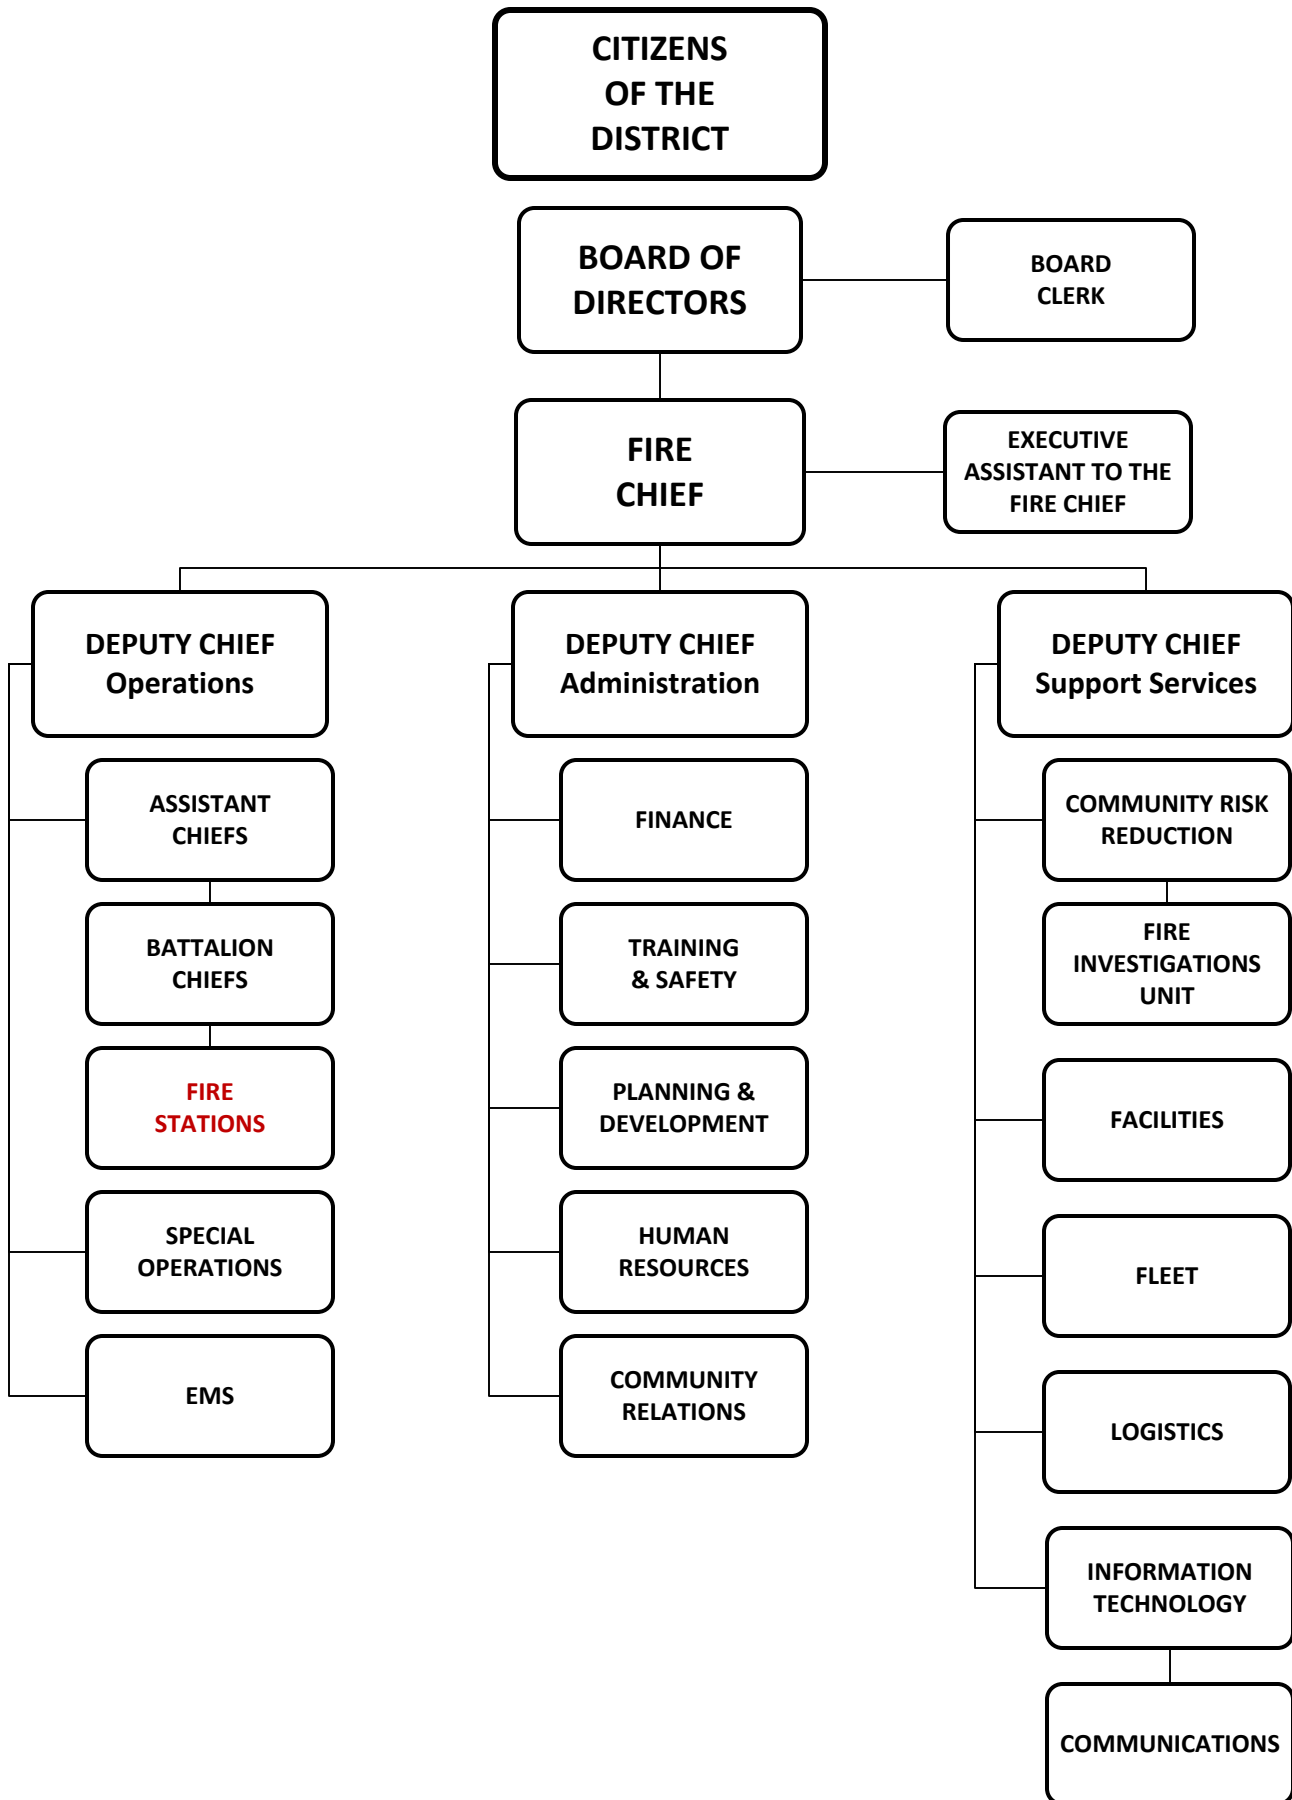 CITIZENS
OF THE
DISTRICT
BOARD OF
DIRECTORS
BOARD
CLERK
FIRE
CHIEF
EXECUTIVE
ASSISTANT TO THE
FIRE CHIEF
DEPUTY CHIEF
Operations
ASSISTANT
CHIEFS
BATTALION
CHIEFS
FIRE
STATIONS
SPECIAL
OPERATIONS
EMS
DEPUTY CHIEF
Administration
FINANCE
TRAINING
& SAFETY
PLANNING &
DEVELOPMENT
HUMAN
RESOURCES
COMMUNITY
RELATIONS
DEPUTY CHIEF
Support Services
COMMUNITY RISK
REDUCTION
FIRE
INVESTIGATIONS
UNIT
FACILITIES
FLEET
LOGISTICS
INFORMATION
TECHNOLOGY
COMMUNICATIONS